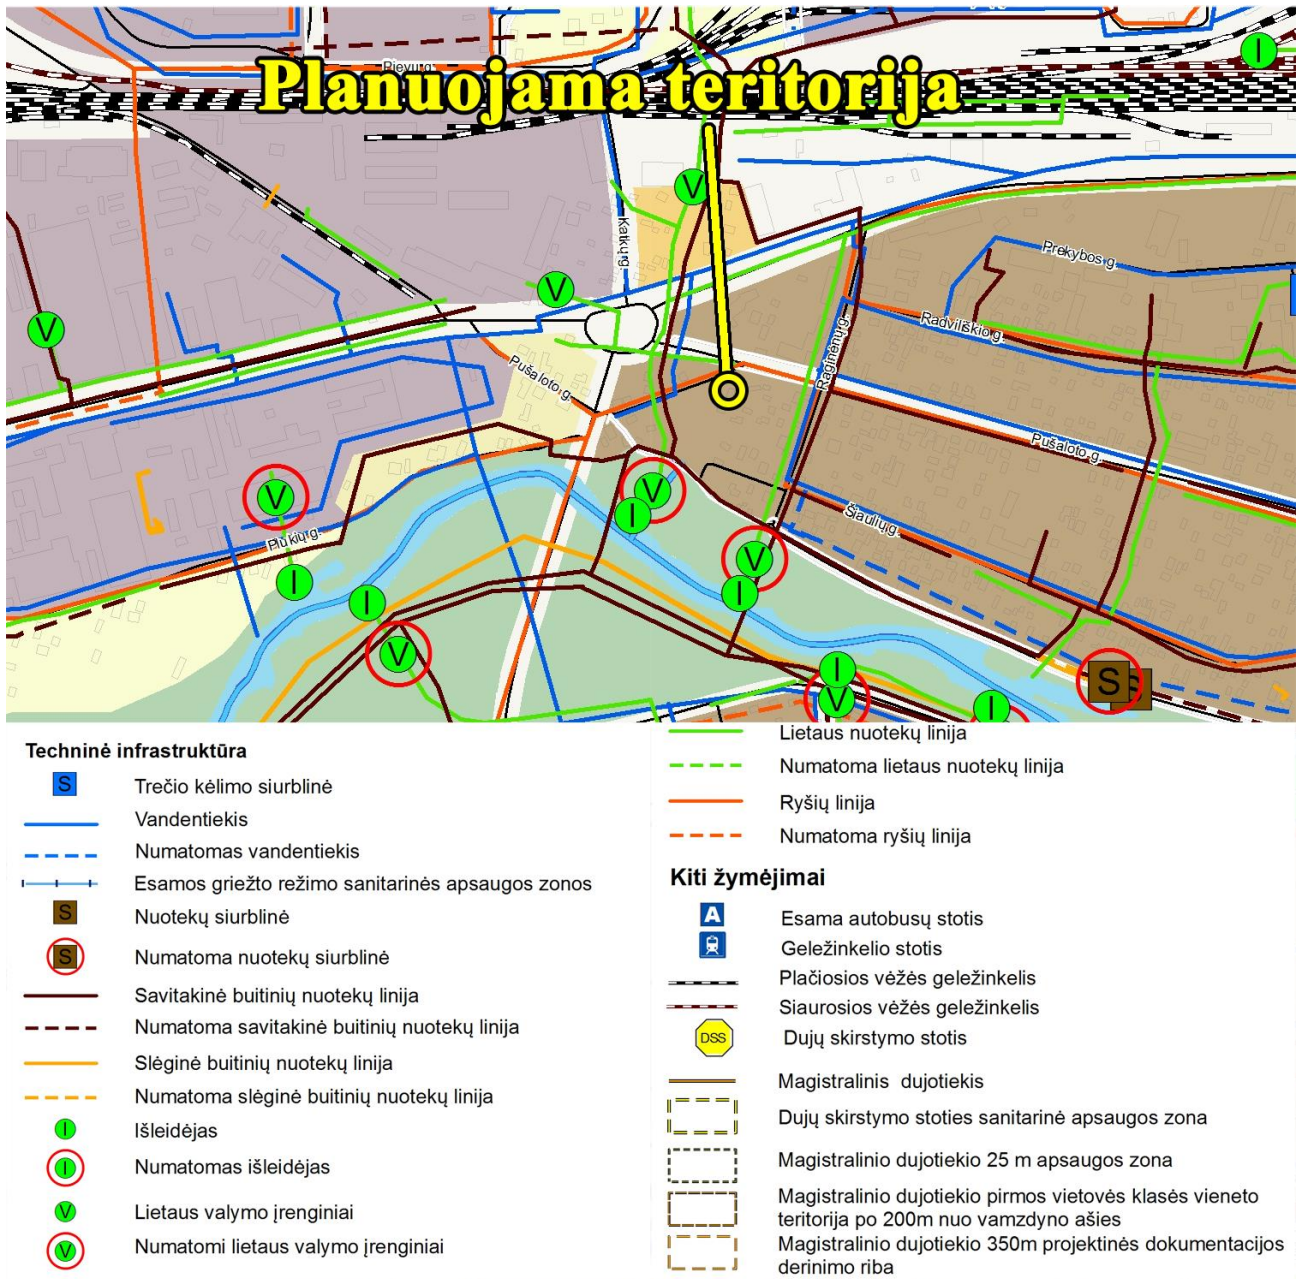 Rievų g.
Planuojama teritorija
I
V
Katkų g.
Prekybos g.
V
V
Radviliškio g.
Raginėnų g.
Pušaloto g.
Pušaloto g.
V
V
I
Šiaulių g.
Plūkių g.
V
I
I
I
V
I
S
V
I
Techninė infrastruktūra
S Trečio kėlimo siurblinė
Vandentiekis
Numatomas vandentiekis
Esamos griežto režimo sanitarinės apsaugos zonos
S Nuotekų siurblinė
S Numatoma nuotekų siurblinė
Savitakinė buitinių nuotekų linija
Numatoma savitakinė buitinių nuotekų linija
Slėginė buitinių nuotekų linija
Numatoma slėginė buitinių nuotekų linija
I Išleidėjas
I Numatomas išleidėjas
V Lietaus valymo įrenginiai
V Numatomi lietaus valymo įrenginiai
Lietaus nuotekų linija
Numatoma lietaus nuotekų linija
Ryšių linija
Numatoma ryšių linija
Kiti žymėjimai
A Esama autobusų stotis
Geležinkelio stotis
Plačiosios vėžės geležinkelis
Siaurosios vėžės geležinkelis
DSS Dujų skirstymo stotis
Magistralinis dujotiekis
Dujų skirstymo stoties sanitarinė apsaugos zona
Magistralinio dujotiekio 25 m apsaugos zona
Magistralinio dujotiekio pirmos vietovės klasės vieneto
teritorija po 200m nuo vamzdyno ašies
Magistralinio dujotiekio 350m projektinės dokumentacijos
derinimo riba